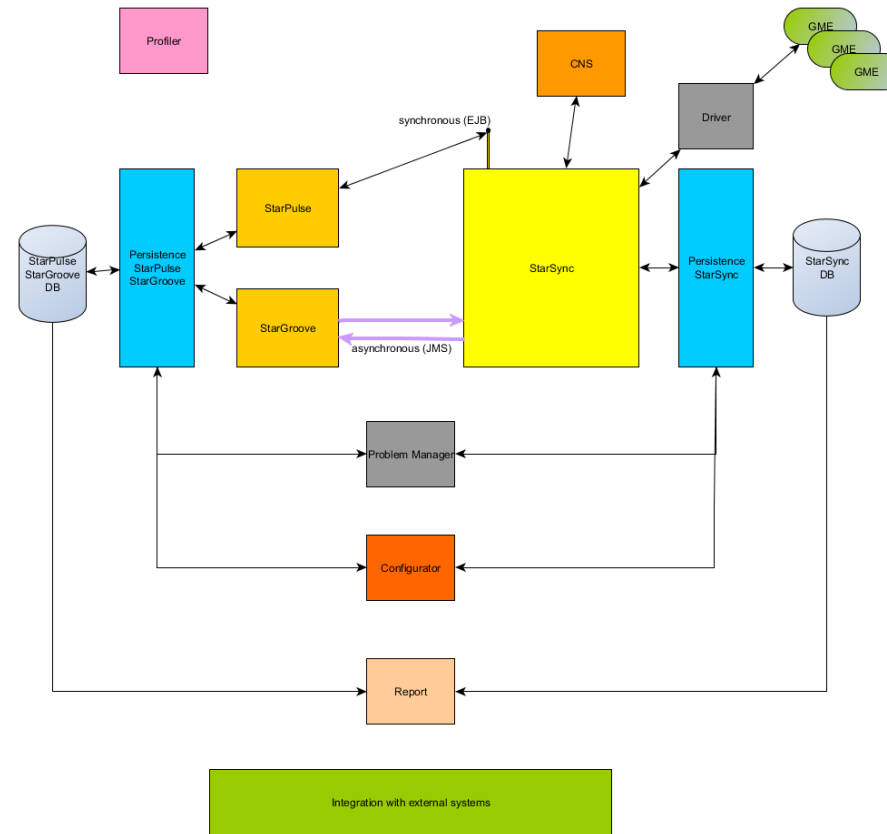 Profiler
CNS
GME
GME
GME
Driver
synchronous (EJB)
StarPulse
StarPulse
StarGroove
DB
Persistence
StarPulse
StarGroove
StarSync
Persistence
StarSync
StarSync
DB
StarGroove
asynchronous (JMS)
Problem Manager
Configurator
Report
Integration with external systems